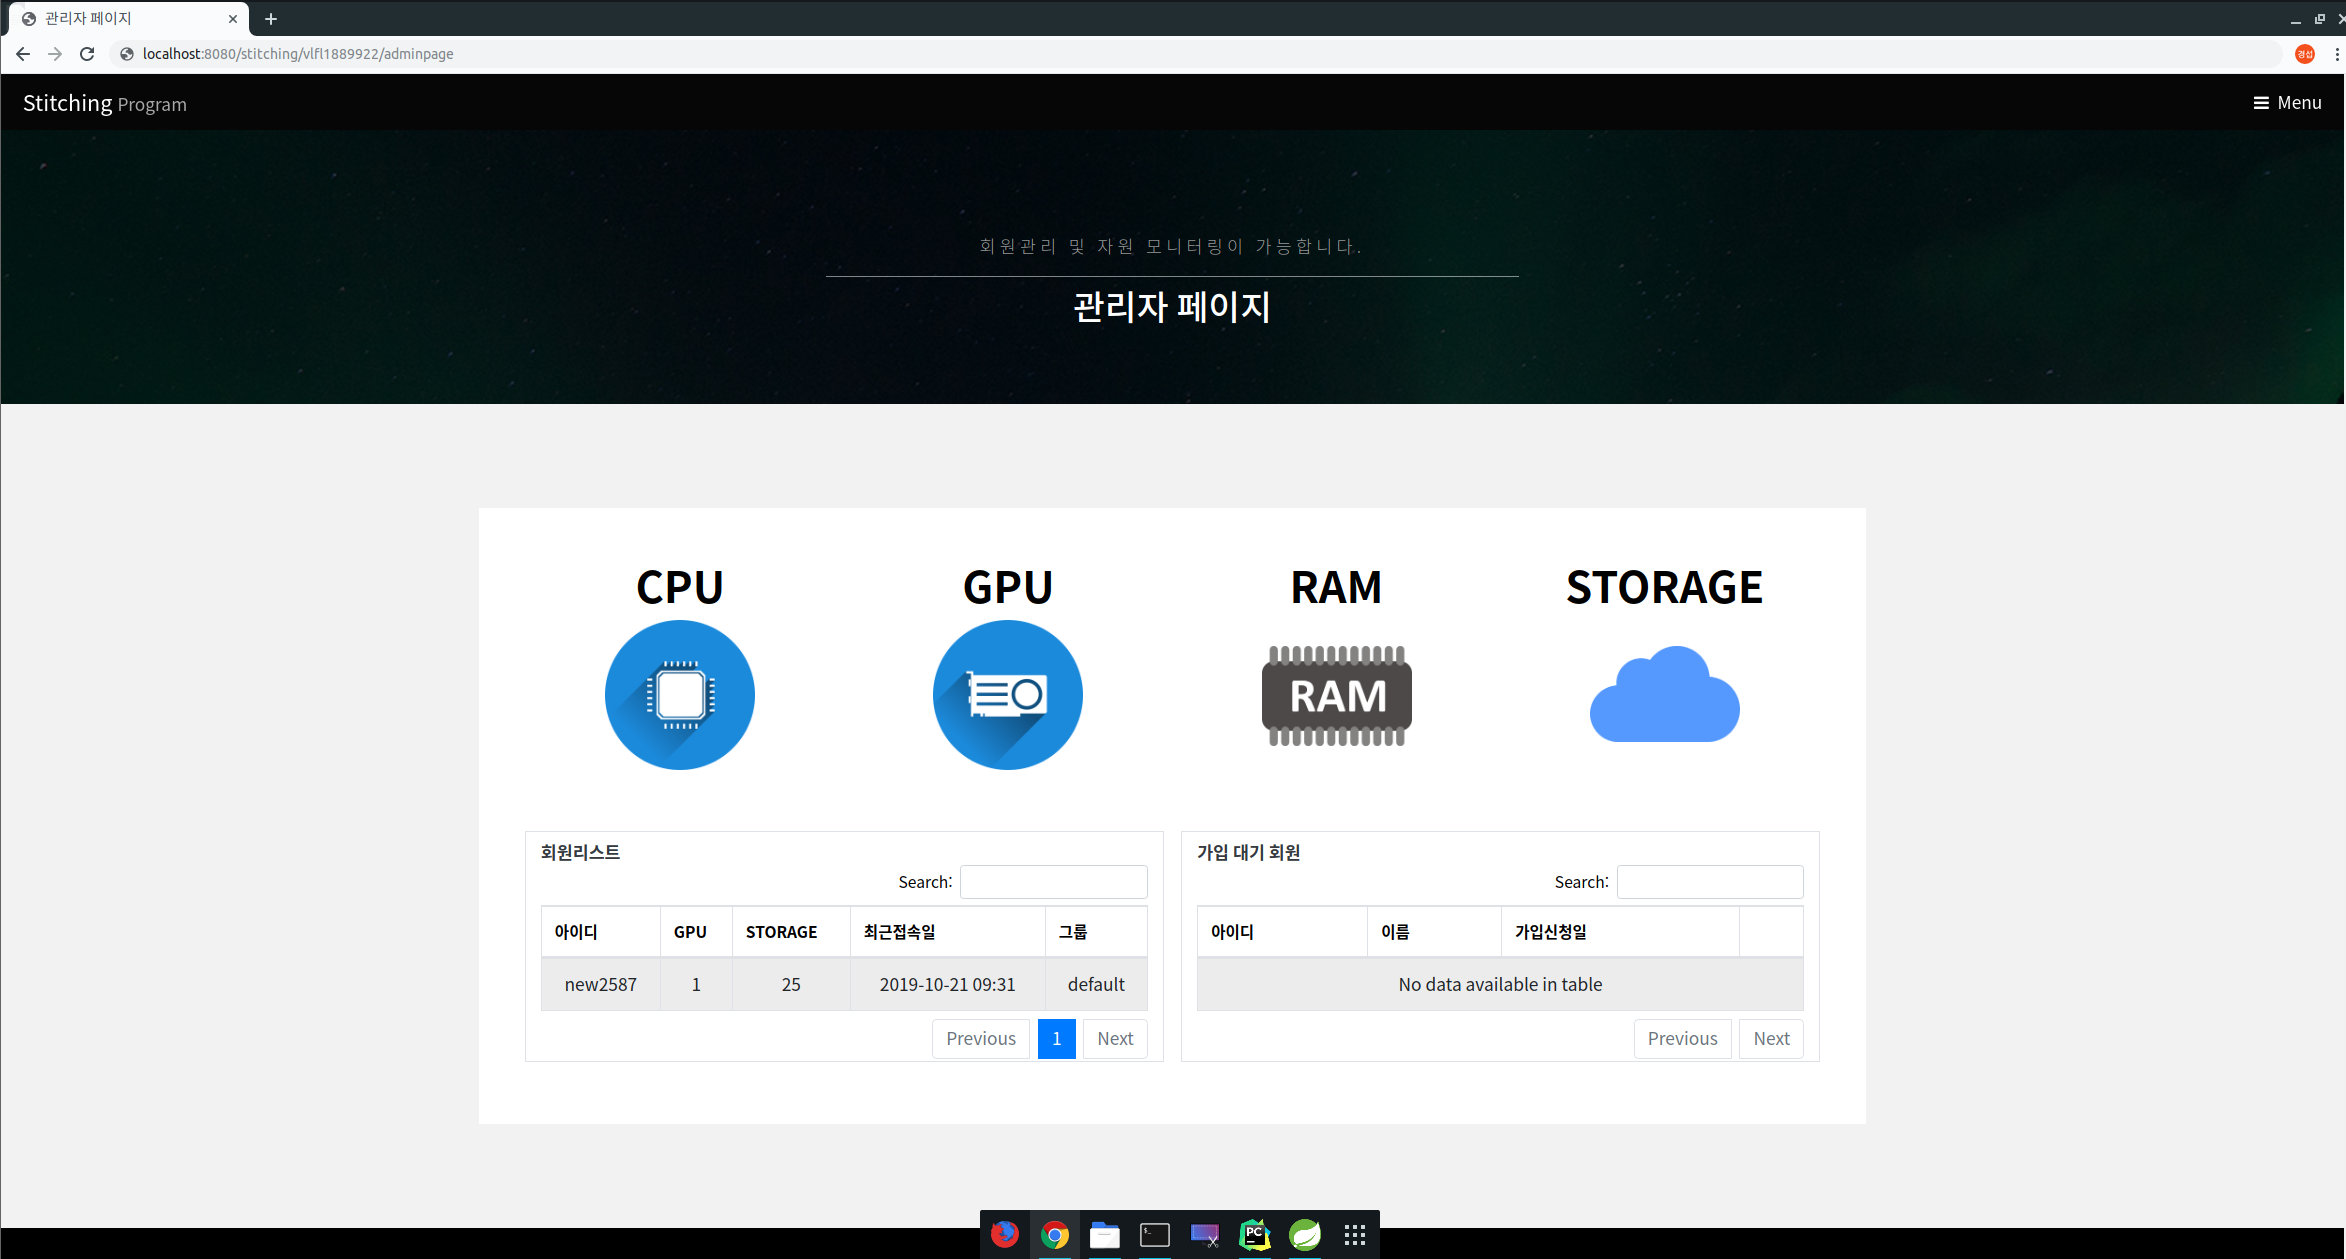 관리자 페이지
localhost:8080/stitching/vlfl1889922/adminpage
경섭
Stitching Program
Menu
회원관리 및 자원 모니터링이 가능합니다.
관리자 페이지
CPU
GPU
RAM
STORAGE
RAM
회원리스트
Search:
아이디 GPU STORAGE 최근접속일 그룹
new2587 1 25 2019-10-21 09:31 default
Previous 1 Next
가입 대기 회원
Search:
아이디 이름 가입신청일
No data available in table
Previous Next
PC